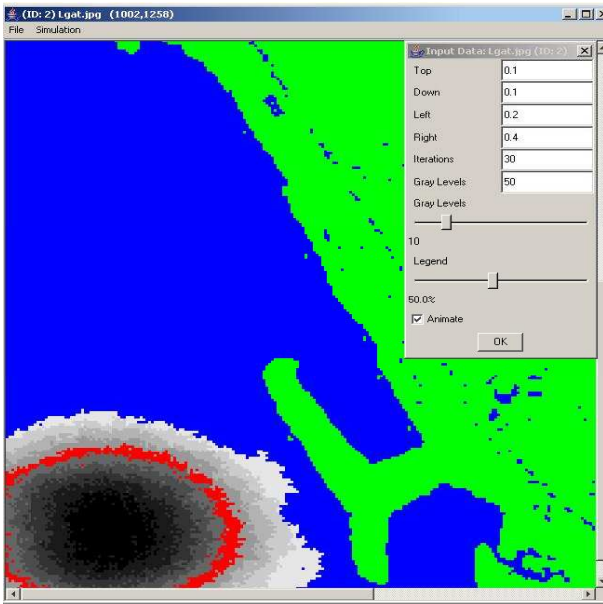 (ID: 2) Lgat.jpg (1002,1258)
File Simulation
Input Data: Lgat.jpg (ID: 2)
Top 0.1
Down 0.1
Left 0.2
Right 0.4
Iterations 30
Gray Levels 50
Gray Levels
10
Legend
50.0%
Animate
OK